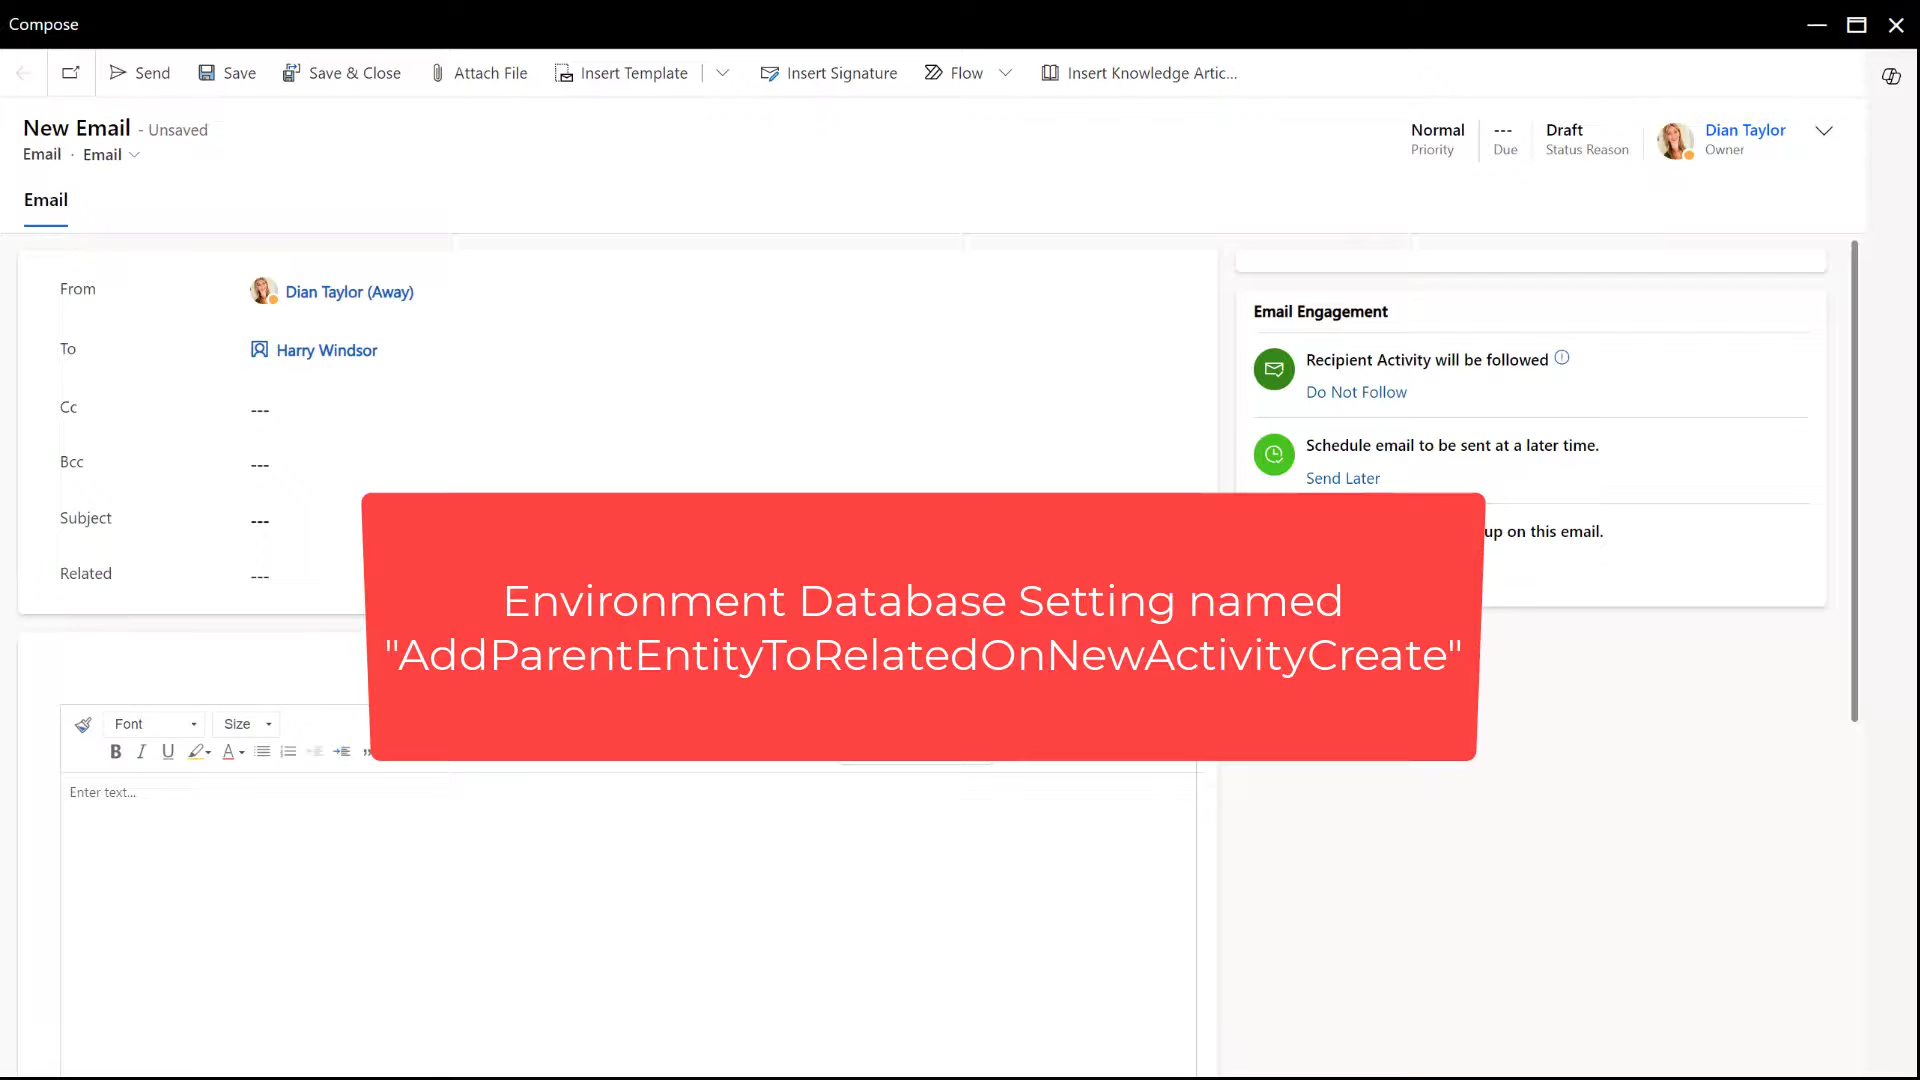 Compose
Send
Save
Save & Close
Attach File
Insert Template
Insert Signature
Flow
Insert Knowledge Artic...
New Email - Unsaved
Email · Email
Normal
Priority
---
Due
Draft
Status Reason
Dian Taylor
Owner
Email
From
Dian Taylor (Away)
To
Harry Windsor
Cc
---
Bcc
---
Subject
---
Related
---
Email Engagement
Recipient Activity will be followed
Do Not Follow
Schedule email to be sent at a later time.
Send Later
up on this email.
Environment Database Setting named
"AddParentEntityToRelatedOnNewActivityCreate"
Font
Size
B I U A
Enter text...